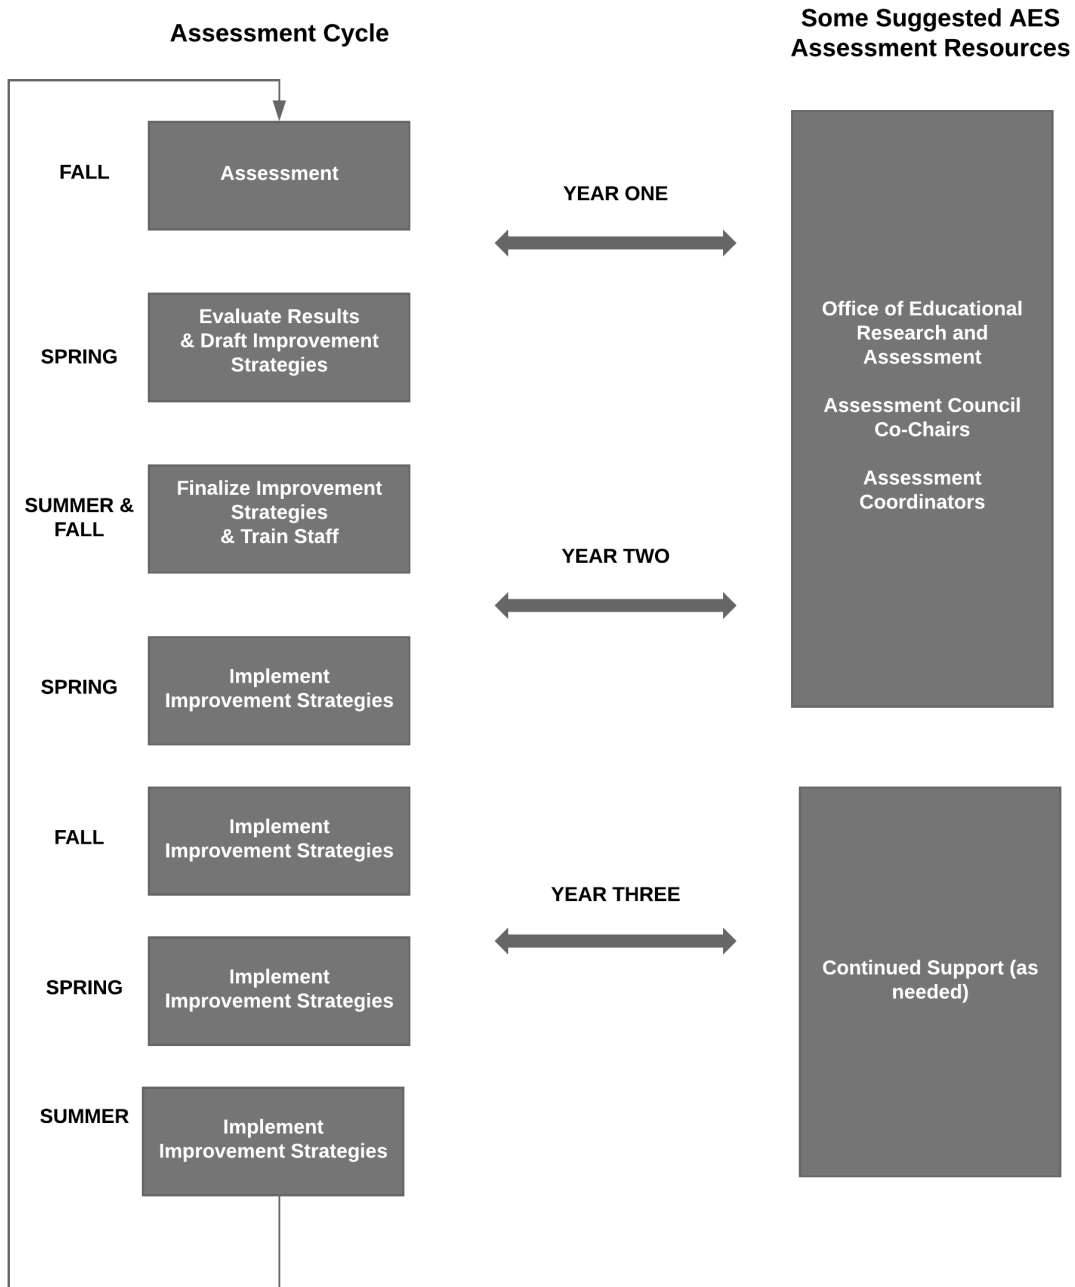 Assessment Cycle
Some Suggested AES
Assessment Resources
FALL
Assessment
YEAR ONE
SPRING
Evaluate Results
& Draft Improvement
Strategies
Office of Educational
Research and
Assessment
Assessment Council
Co-Chairs
Assessment
Coordinators
SUMMER &
FALL
Finalize Improvement
Strategies
& Train Staff
YEAR TWO
SPRING
Implement
Improvement Strategies
FALL
Implement
Improvement Strategies
YEAR THREE
SPRING
Implement
Improvement Strategies
Continued Support (as
needed)
SUMMER
Implement
Improvement Strategies